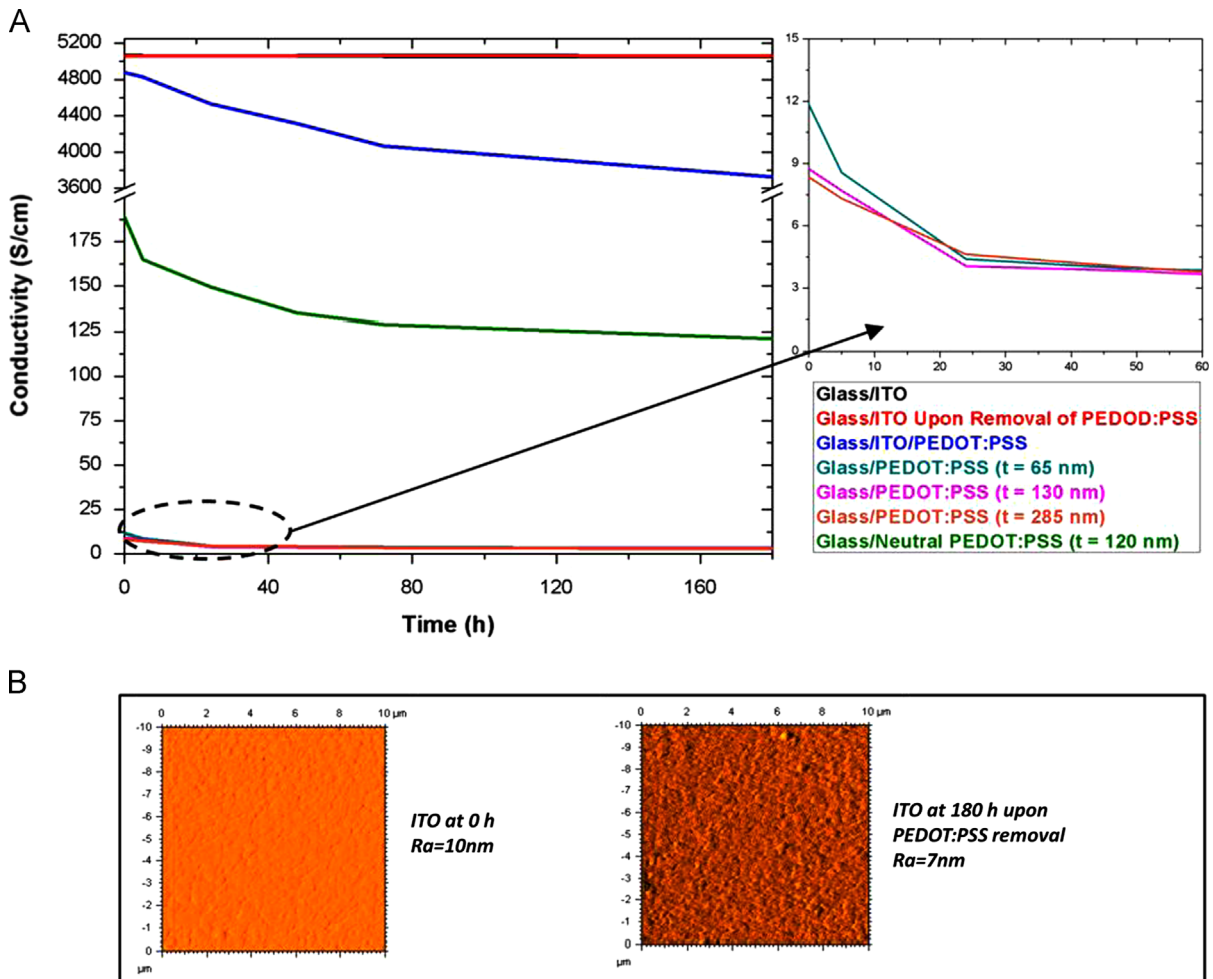 A
5200
4800
4400
4000
3600
175
150
125
100
75
50
25
0
Conductivity (S/cm)
0 40 80 120 160
Time (h)
15
12
9
6
3
0
0 10 20 30 40 50 60
Glass/ITO
Glass/ITO Upon Removal of PEDOD:PSS
Glass/ITO/PEDOT:PSS
Glass/PEDOT:PSS (t = 65 nm)
Glass/PEDOT:PSS (t = 130 nm)
Glass/PEDOT:PSS (t = 285 nm)
Glass/Neutral PEDOT:PSS (t = 120 nm)
B
0 2 4 6 8 10 µm
-10
-9
-8
-7
-6
-5
-4
-3
-2
-1
0
µm
ITO at 0 h
Ra=10nm
0 2 4 6 8 10 µm
-10
-9
-8
-7
-6
-5
-4
-3
-2
-1
0
µm
ITO at 180 h upon
PEDOT:PSS removal
Ra=7nm